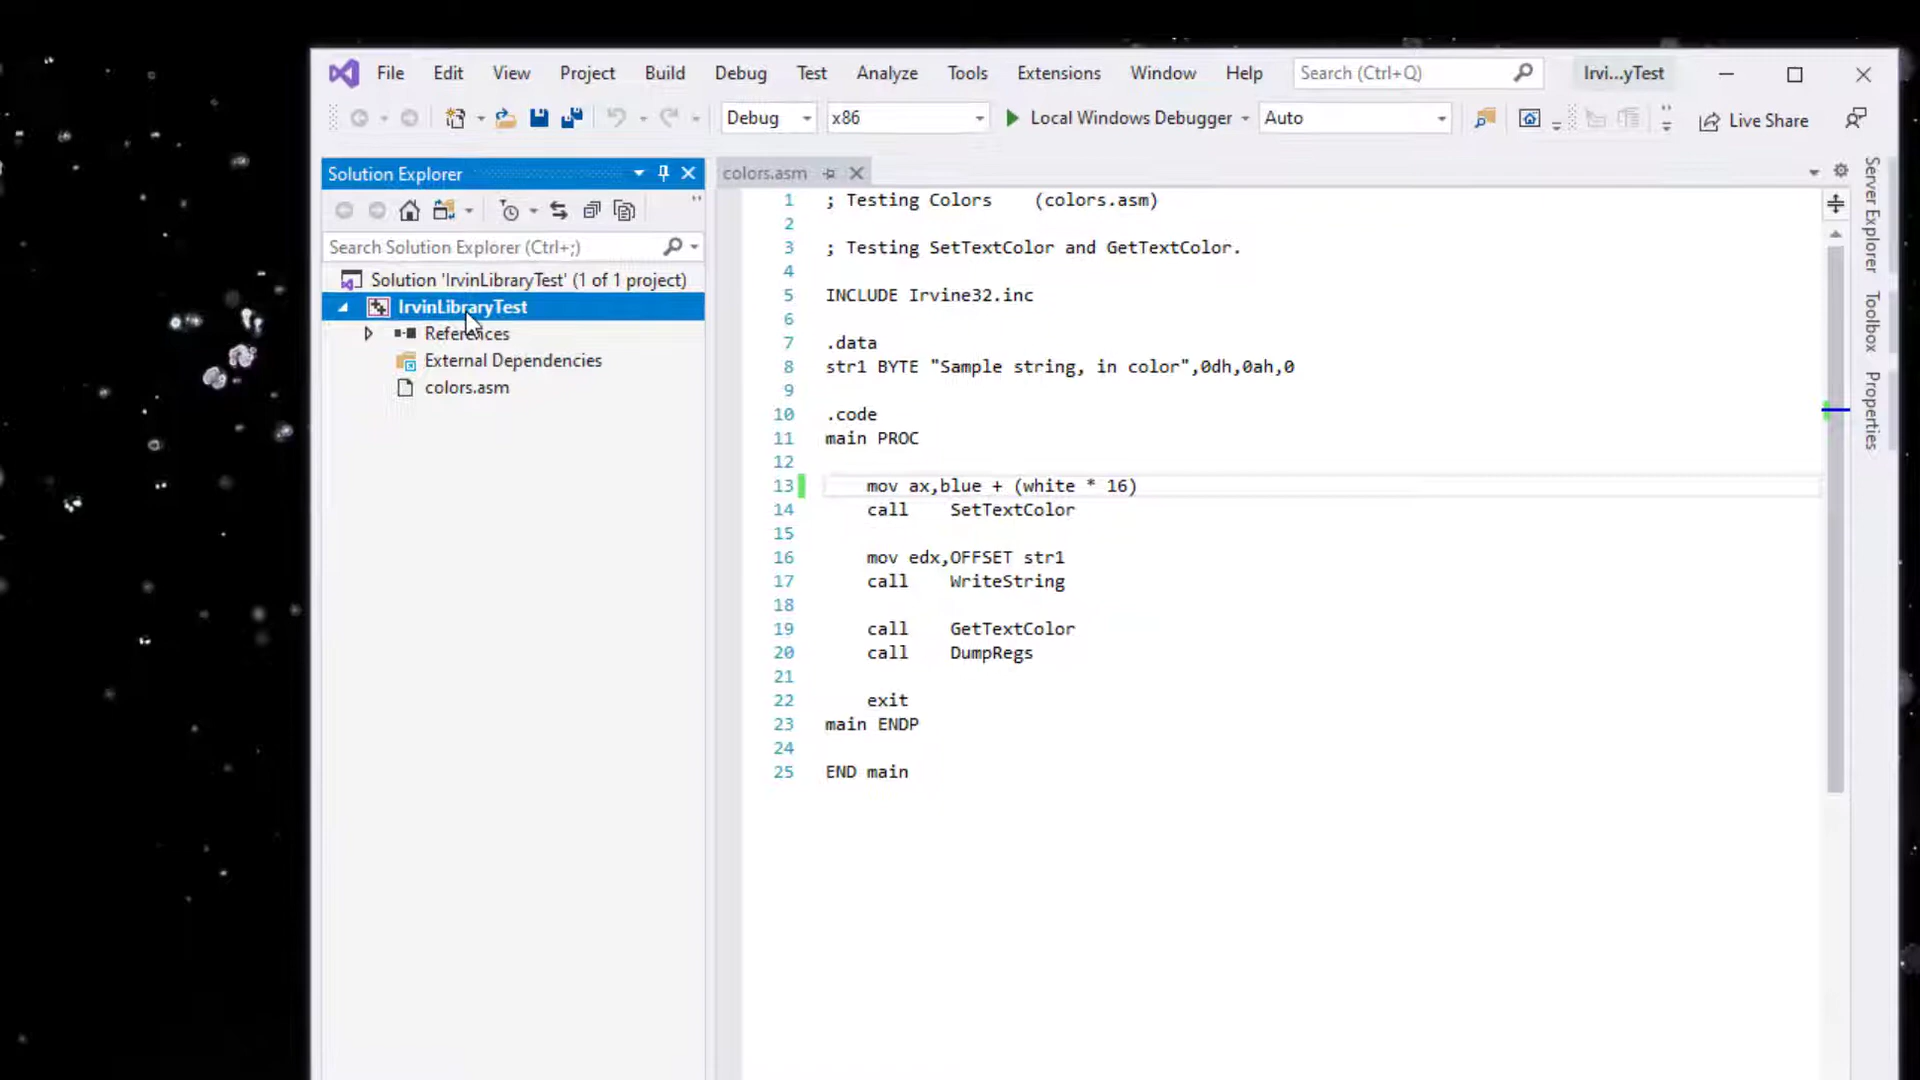 File Edit View Project Build Debug Test Analyze Tools Extensions Window Help Search (Ctrl+Q) Irvi...yTest
Debug x86 Local Windows Debugger Auto Live Share
Solution Explorer
Search Solution Explorer (Ctrl+;)
Solution 'IrvinLibraryTest' (1 of 1 project)
IrvinLibraryTest
References
External Dependencies
colors.asm
colors.asm
1 ; Testing Colors    (colors.asm)
2
3 ; Testing SetTextColor and GetTextColor.
4
5 INCLUDE Irvine32.inc
6
7 .data
8 str1 BYTE "Sample string, in color",0dh,0ah,0
9
10 .code
11 main PROC
12
13     mov ax,blue + (white * 16)
14     call    SetTextColor
15
16     mov edx,OFFSET str1
17     call    WriteString
18
19     call    GetTextColor
20     call    DumpRegs
21
22     exit
23 main ENDP
24
25 END main
Server Explorer
Toolbox
Properties